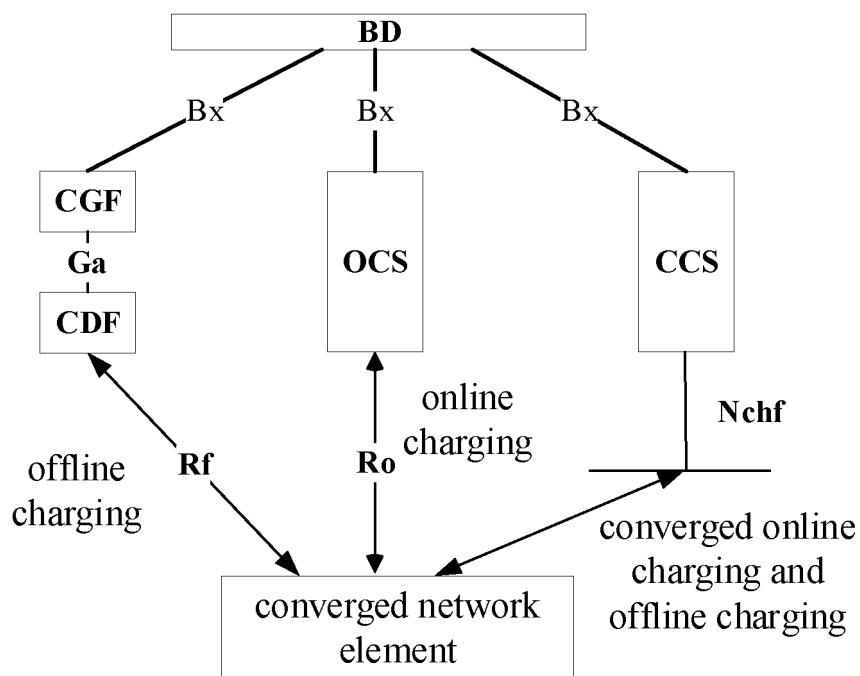 BD
Bx
Bx
Bx
CGF
Ga
CDF
OCS
CCS
Nchf
online
charging
offline
charging
Rf
Ro
converged online
charging and
offline charging
converged network
element